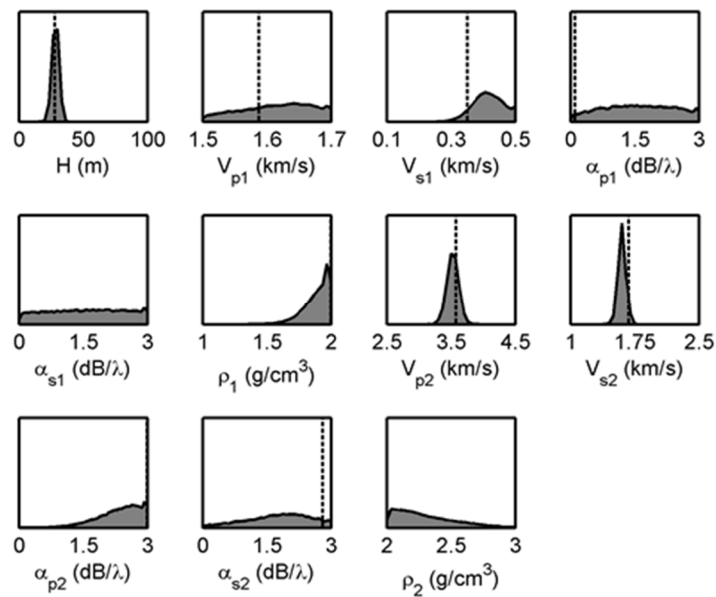 0 50 100 1.5 1.6 1.7 0.1 0.3 0.5 0 1.5 3
H (m) Vp1 (km/s) Vs1 (km/s) αp1 (dB/λ)
0 1.5 3 1 2 2.5 3.5 4.5 1 1.75 2.5
αs1 (dB/λ) ρ1 (g/cm3) Vp2 (km/s) Vs2 (km/s)
0 1.5 3 0 1.5 3 2 2.5 3
αp2 (dB/λ) αs2 (dB/λ) ρ2 (g/cm3)